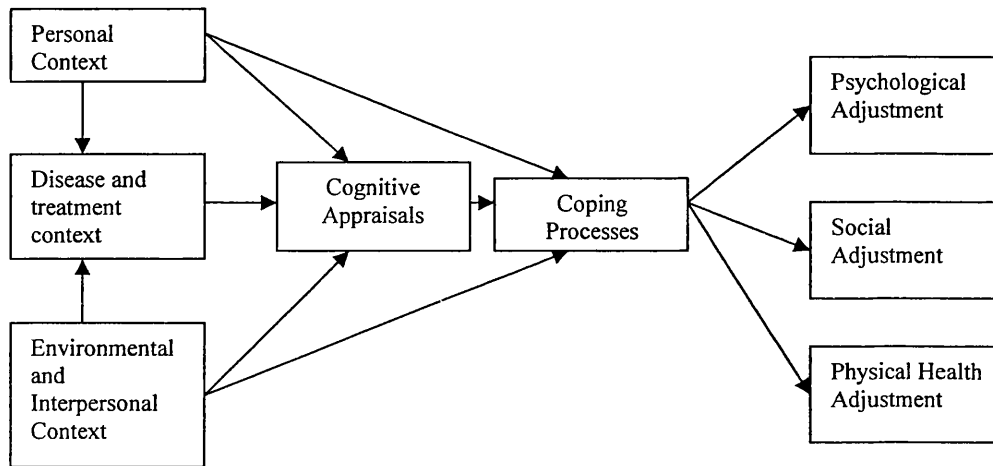 Personal
Context
Disease and
treatment
context
Environmental
and
Interpersonal
Context
Cognitive
Appraisals
Coping
Processes
Psychological
Adjustment
Social
Adjustment
Physical Health
Adjustment